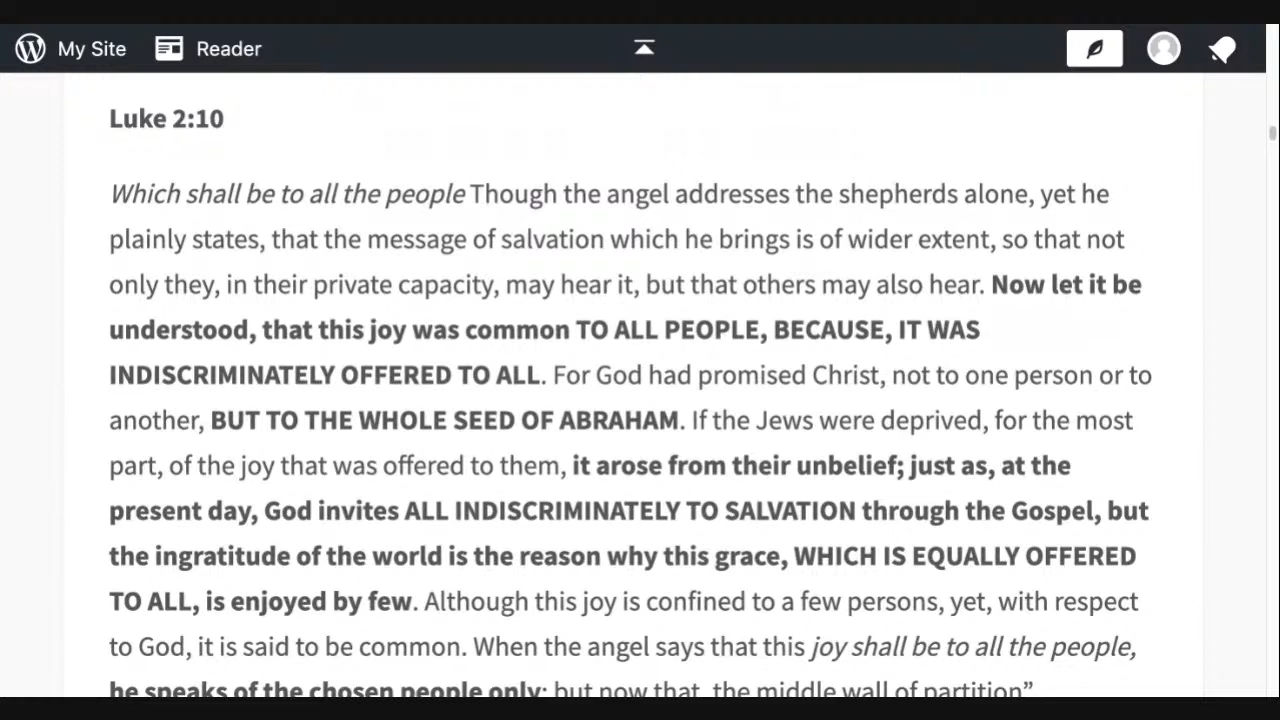 My Site Reader
Luke 2:10
Which shall be to all the people Though the angel addresses the shepherds alone, yet he
plainly states, that the message of salvation which he brings is of wider extent, so that not
only they, in their private capacity, may hear it, but that others may also hear. Now let it be
understood, that this joy was common TO ALL PEOPLE, BECAUSE, IT WAS
INDISCRIMINATELY OFFERED TO ALL. For God had promised Christ, not to one person or to
another, BUT TO THE WHOLE SEED OF ABRAHAM. If the Jews were deprived, for the most
part, of the joy that was offered to them, it arose from their unbelief; just as, at the
present day, God invites ALL INDISCRIMINATELY TO SALVATION through the Gospel, but
the ingratitude of the world is the reason why this grace, WHICH IS EQUALLY OFFERED
TO ALL, is enjoyed by few. Although this joy is confined to a few persons, yet, with respect
to God, it is said to be common. When the angel says that this joy shall be to all the people,
he speaks of the chosen people only; but now that, the middle wall of partition”